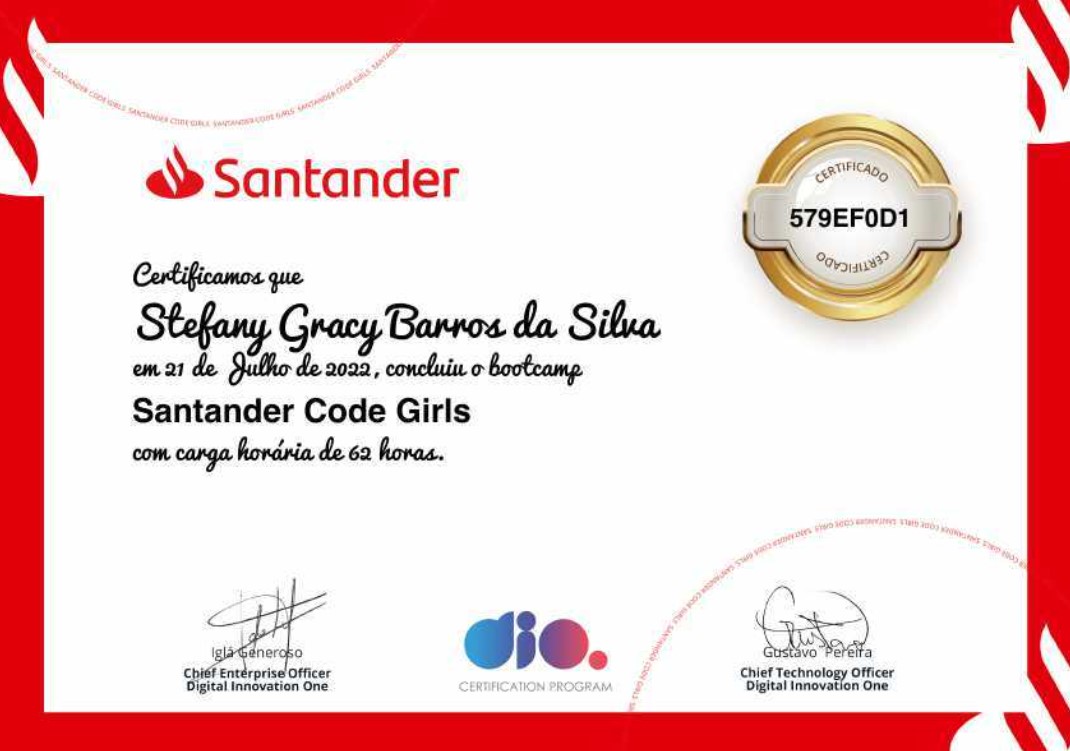 SANTANDER CODE GIRLS. SANTANDER CODE GIRLS. SANTANDER CODE GIRLS. SANTANDER CODE GIRLS.
Santander
CERTIFICADO
579EF0D1
CERTIFICADO
Certificamos que
Stefany Gracy Barros da Silva
em 21 de Julho de 2022, concluiu o bootcamp
Santander Code Girls
com carga horária de 62 horas.
SANTANDER CODE GIRLS. SANTANDER CODE GIRLS. SANTANDER CODE GIRLS. SANTANDER CODE GIRLS.
Iglá Generoso
Chief Enterprise Officer
Digital Innovation One
dio.
CERTIFICATION PROGRAM
Gustavo Pereira
Chief Technology Officer
Digital Innovation One